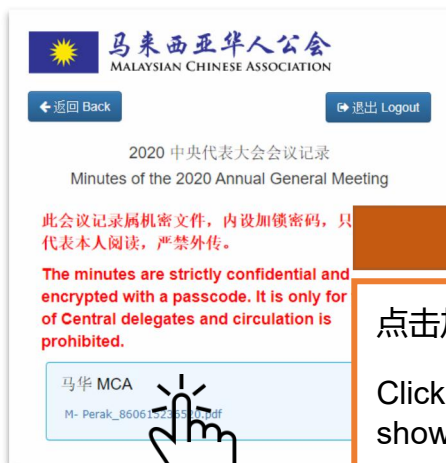 马来西亚华人公会
MALAYSIAN CHINESE ASSOCIATION
返回 Back
退出 Logout
2020 中央代表大会会议记录
Minutes of the 2020 Annual General Meeting
此会议记录属机密文件，内设加锁密码，只
代表本人阅读，严禁外传。
The minutes are strictly confidential and
encrypted with a passcode. It is only for
of Central delegates and circulation is
prohibited.
点击
Click
show
马华 MCA
M- Perak_860615236520.pdf